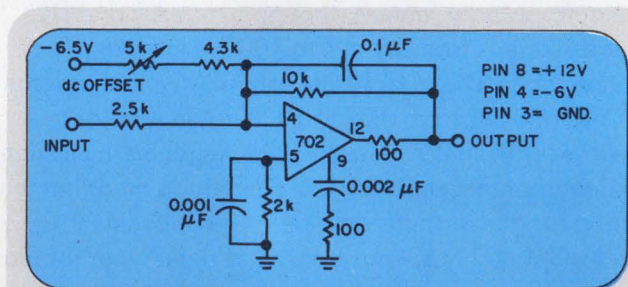 −6.5V
5k
4.3k
0.1 μF
dc OFFSET
10k
PIN 8 = +12V
PIN 4 = −6V
PIN 3 = GND.
2.5k
INPUT
4
702
12
5
9
100
OUTPUT
0.001
μF
2k
0.002 μF
100